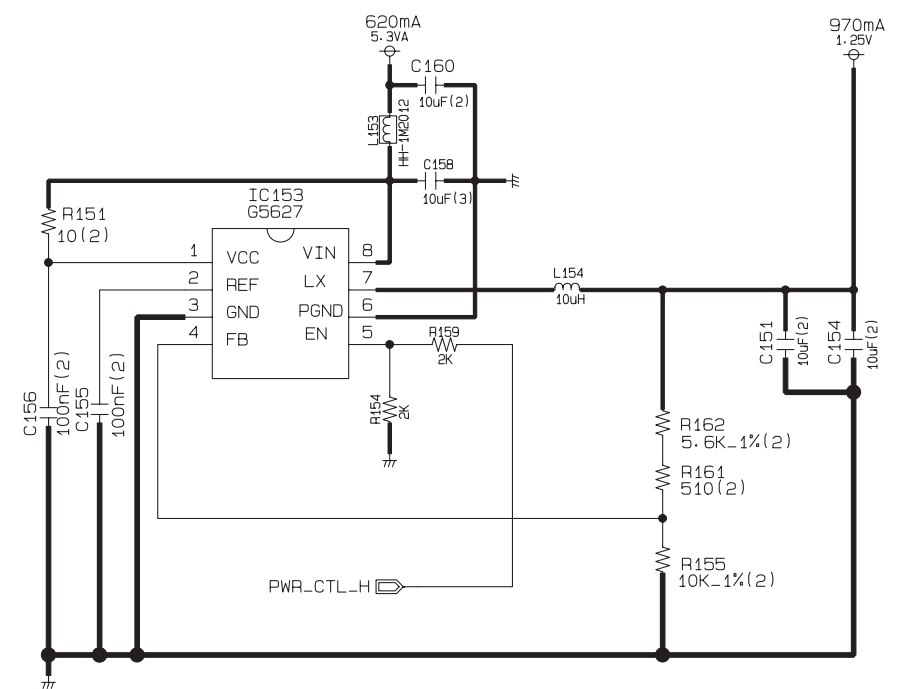 620mA
5.3VA
970mA
1.25V
C160
10uF(2)
L153
HH-1M2012
C158
10uF(3)
IC153
G5627
R151
10(2)
1
VCC
VIN
8
2
REF
LX
7
3
GND
PGND
6
4
FB
EN
5
L154
10uH
R159
2K
R154
2K
C156
100nF(2)
C155
100nF(2)
C151
10uF(2)
C154
10uF(2)
R162
5.6K_1%(2)
R161
510(2)
R155
10K_1%(2)
PWR_CTL_H